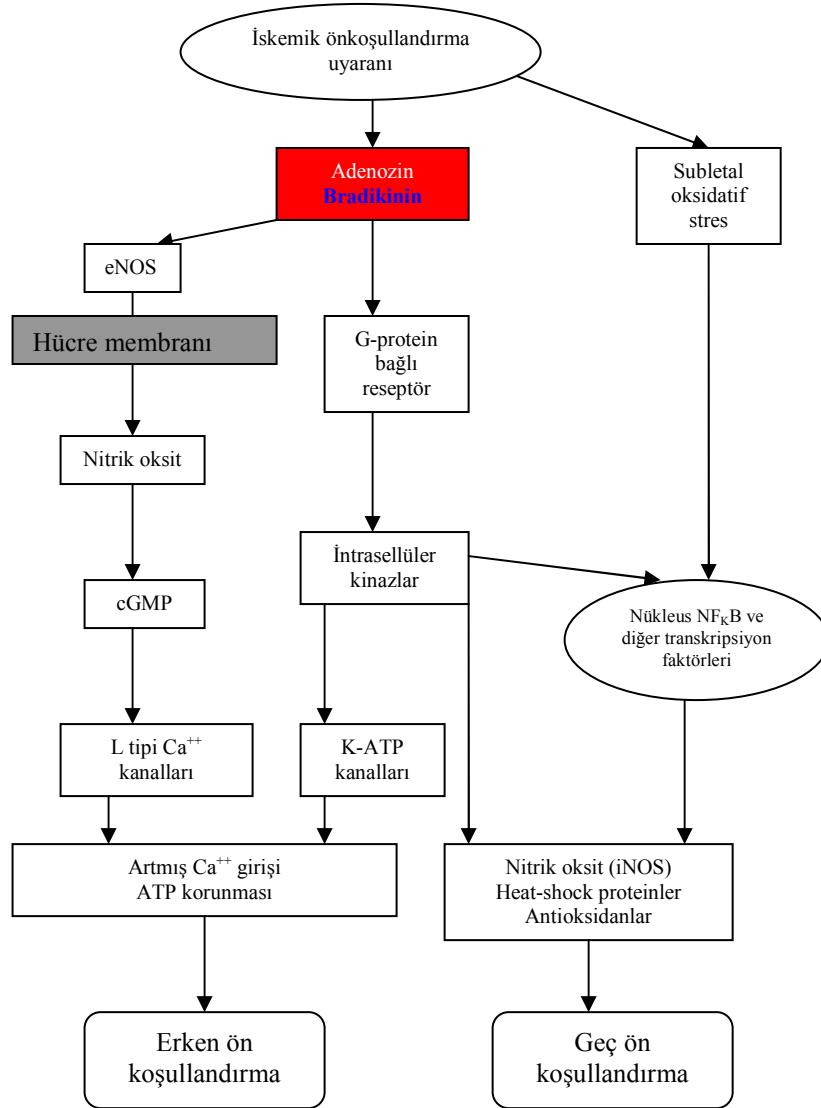 İskemik önkoşullandırma
uyaranı
Adenozin
Bradikinin
Subletal
oksidatif
stres
eNOS
Hücre membranı
G-protein
bağlı
reseptör
Nitrik oksit
İntrasellüler
kinazlar
cGMP
Nükleus NFκB ve
diğer transkripsiyon
faktörleri
L tipi Ca⁺⁺
kanalları
K-ATP
kanalları
Artmış Ca⁺⁺ girişi
ATP korunması
Nitrik oksit (iNOS)
Heat-shock proteinler
Antioksidanlar
Erken ön
koşullandırma
Geç ön
koşullandırma